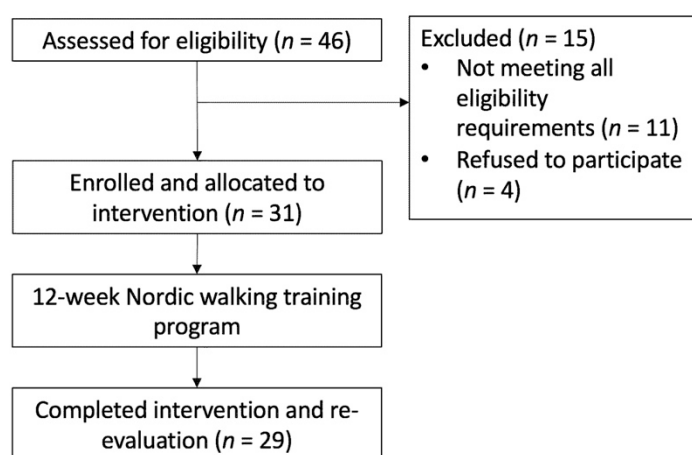 Assessed for eligibility (n = 46)
Excluded (n = 15)
• Not meeting all
eligibility
requirements (n = 11)
• Refused to participate
(n = 4)
Enrolled and allocated to
intervention (n = 31)
12-week Nordic walking training
program
Completed intervention and re-
evaluation (n = 29)